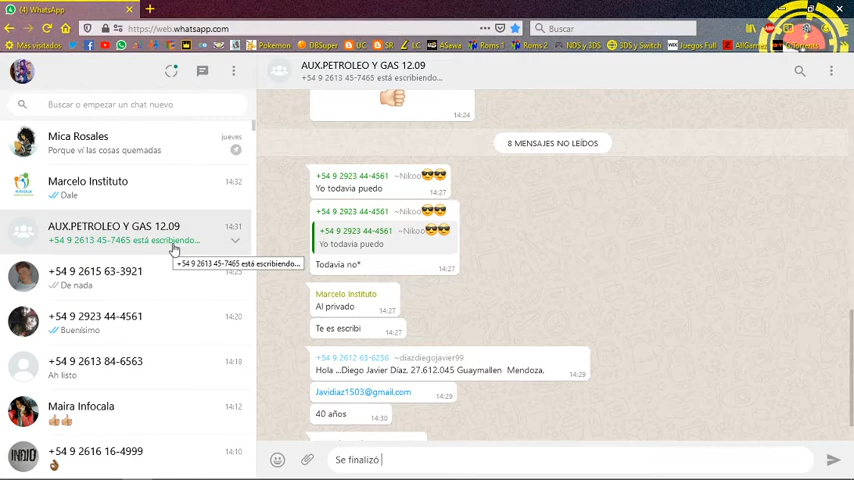 (4) WhatsApp
https://web.whatsapp.com
Buscar
Más visitados
Pokemon
DBSuper
UG
SR
I.C
ASawa
Roms 1
Roms 2
NDS y 3DS
3DS y Switch
Juegos Full
AllGames
Buscar o empezar un chat nuevo
Mica Rosales
jueves
Porque ví las cosas quemadas
Marcelo Instituto
14:32
Dale
AUX.PETROLEO Y GAS 12.09
14:31
+54 9 2613 45-7465 está escribiendo...
+54 9 2613 45-7465 está escribiendo...
+54 9 2615 63-3921
14:25
De nada
+54 9 2923 44-4561
14:20
Buenísimo
+54 9 2613 84-6563
14:18
Ah listo
Maira Infocala
14:12
INDIO
+54 9 2616 16-4999
14:10
AUX.PETROLEO Y GAS 12.09
+54 9 2613 45-7465 está escribiendo...
14:24
8 MENSAJES NO LEÍDOS
+54 9 2923 44-4561 ~Nikoo😎😎
Yo todavia puedo
14:27
+54 9 2923 44-4561 ~Nikoo😎😎
+54 9 2923 44-4561 ~Nikoo😎😎
Yo todavia puedo
Todavia no*
14:27
Marcelo Instituto
Al privado
14:27
Te es escribi
14:27
+54 9 2612 63-6256 ~diazdiegojavier99
Hola ...Diego Javier Díaz, 27.612.045 Guaymallen Mendoza.
14:29
Javidiaz1503@gmail.com
14:29
40 años
14:30
Se finalizó